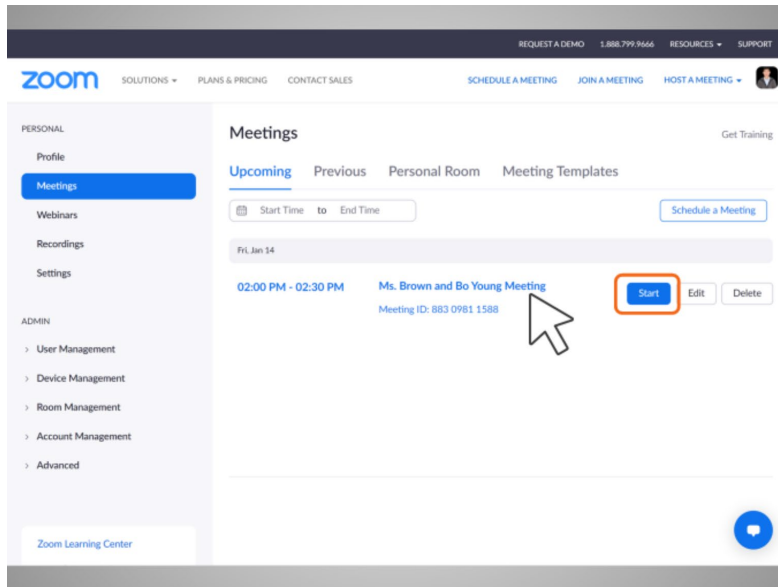 REQUEST A DEMO 1.888.799.9666 RESOURCES SUPPORT
zoom SOLUTIONS PLANS & PRICING CONTACT SALES SCHEDULE A MEETING JOIN A MEETING HOST A MEETING
PERSONAL
Profile
Meetings
Webinars
Recordings
Settings
ADMIN
User Management
Device Management
Room Management
Account Management
Advanced
Zoom Learning Center
Meetings Get Training
Upcoming Previous Personal Room Meeting Templates
Start Time to End Time Schedule a Meeting
Fri, Jan 14
02:00 PM - 02:30 PM Ms. Brown and Bo Young Meeting Start Edit Delete
Meeting ID: 883 0981 1588